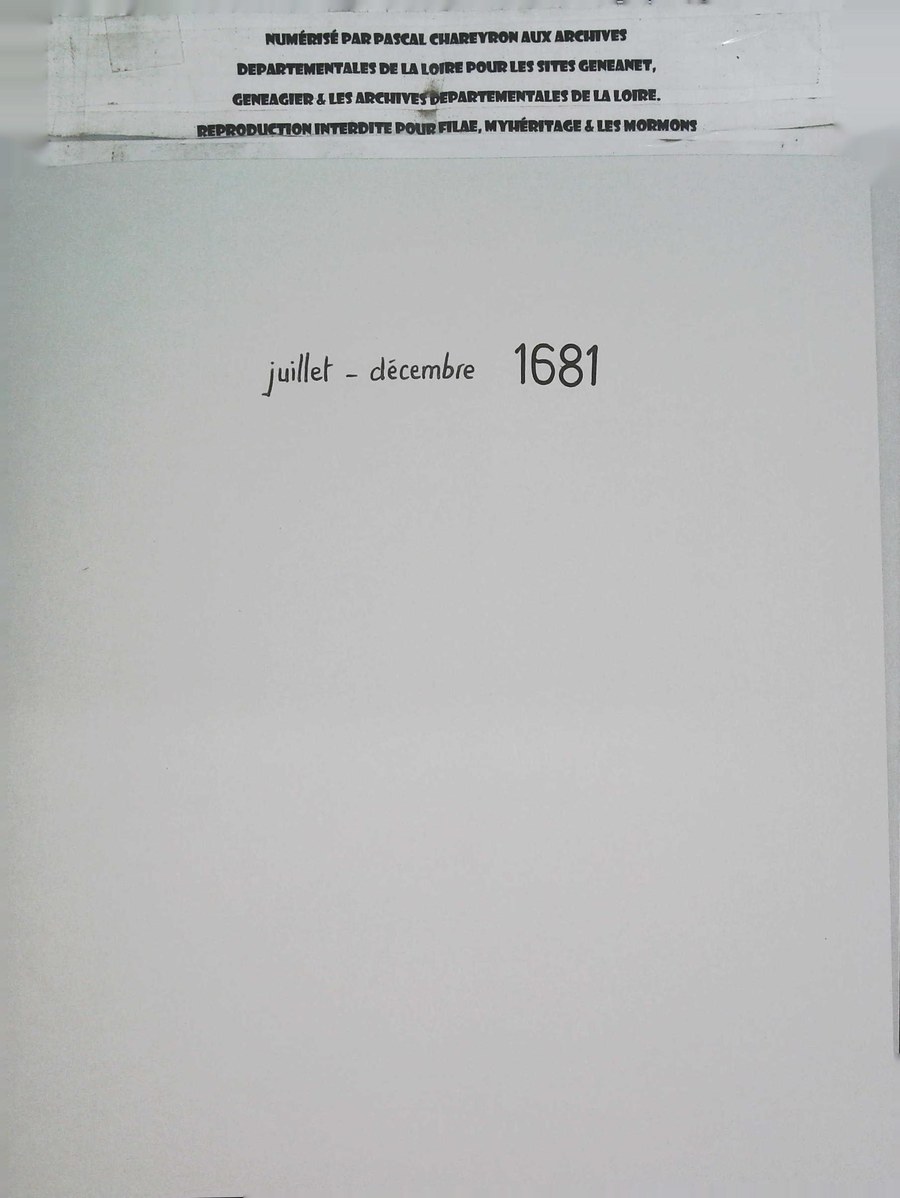 NUMÉRISÉ PAR PASCAL CHAREYRON AUX ARCHIVES
DEPARTEMENTALES DE LA LOIRE POUR LES SITES GENEANET,
GENEAGIER & LES ARCHIVES DEPARTEMENTALES DE LA LOIRE.
REPRODUCTION INTERDITE POUR FILAE, MYHÉRITAGE & LES MORMONS
juillet - décembre 1681